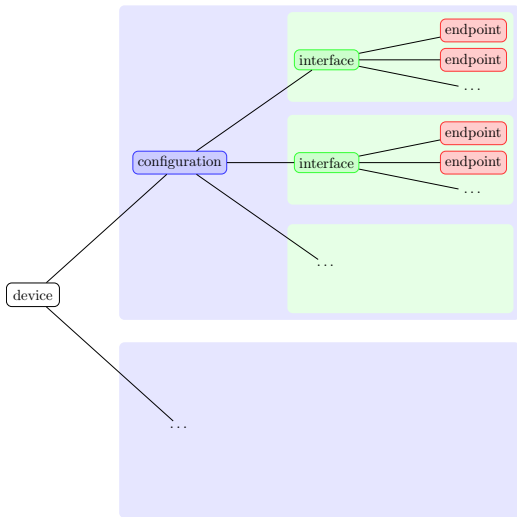 endpoint
interface
endpoint
...
endpoint
configuration
interface
endpoint
...
...
device
...